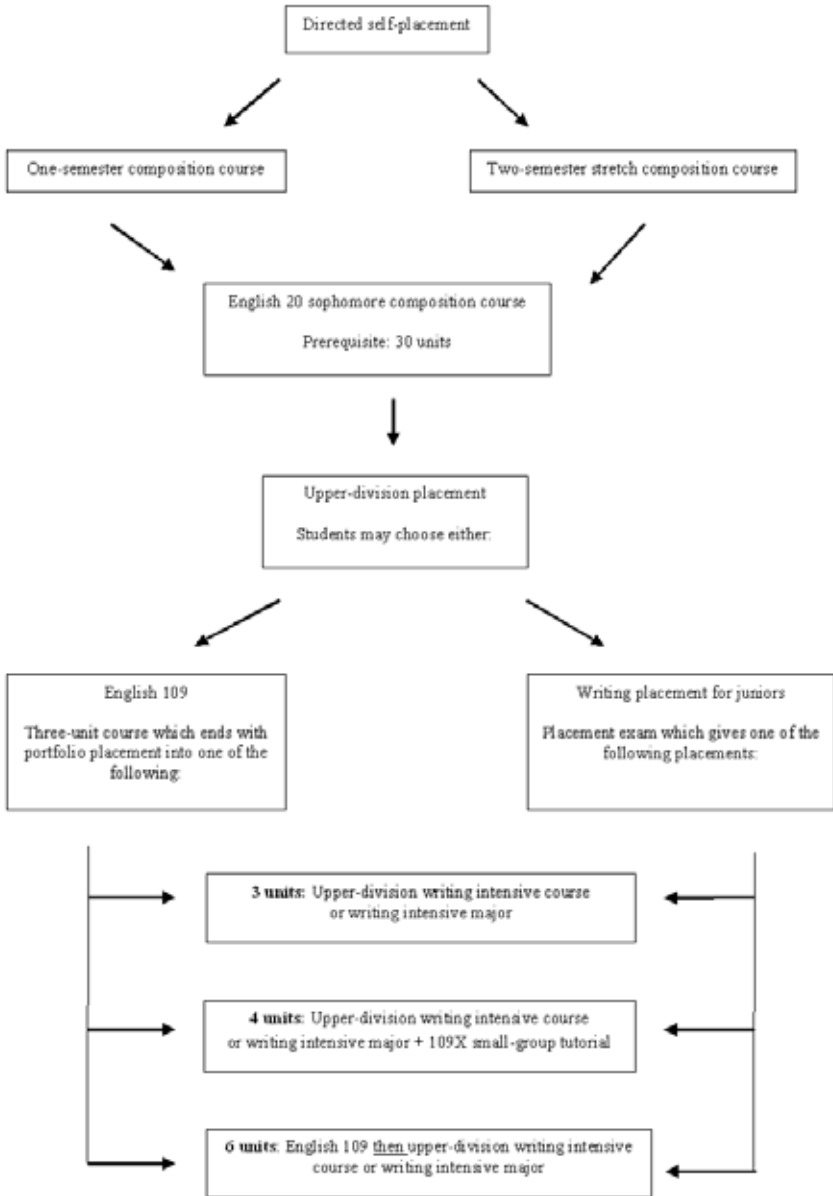 Directed self-placement
One-semester composition course
Two-semester stretch composition course
English 20 sophomore composition course
Prerequisite: 30 units
Upper-division placement
Students may choose either:
English 109
Three-unit course which ends with
portfolio placement into one of the
following:
Writing placement for juniors
Placement exam which gives one of the
following placements:
3 units: Upper-division writing intensive course
or writing intensive major
4 units: Upper-division writing intensive course
or writing intensive major + 109X small-group tutorial
6 units: English 109 then upper-division writing intensive
course or writing intensive major